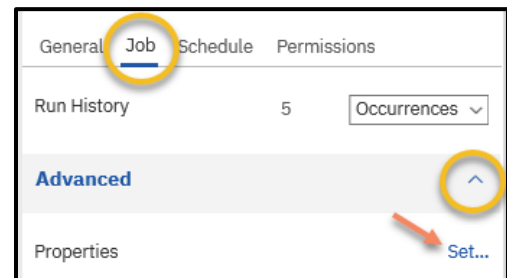 General Job Schedule Permissions
Run History 5 Occurrences
Advanced
Properties Set...